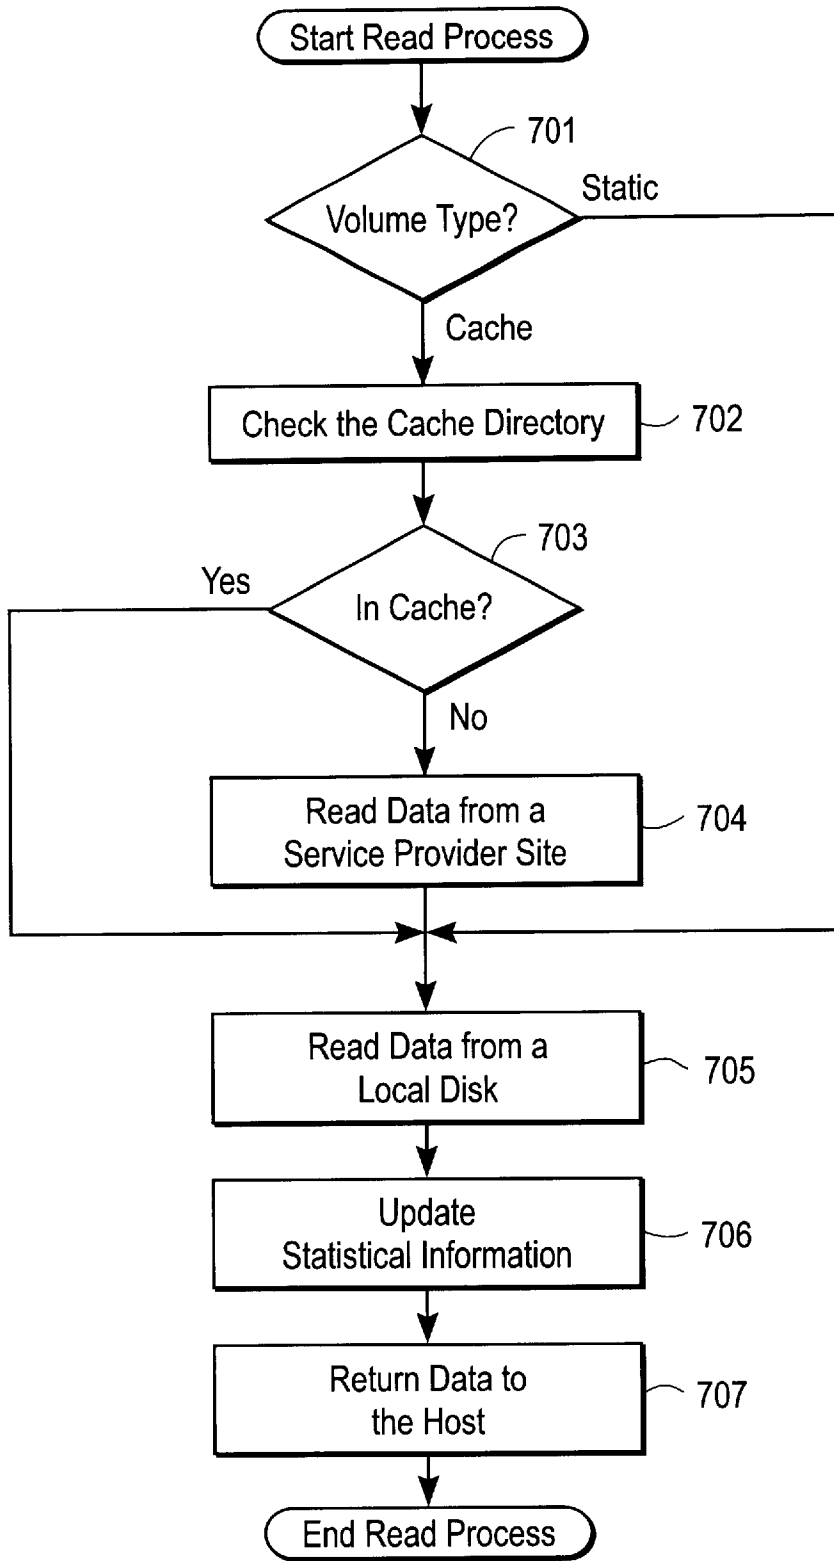 Start Read Process
701
Volume Type?
Static
Cache
Check the Cache Directory
702
703
Yes
In Cache?
No
Read Data from a
Service Provider Site
704
Read Data from a
Local Disk
705
Update
Statistical Information
706
Return Data to
the Host
707
End Read Process